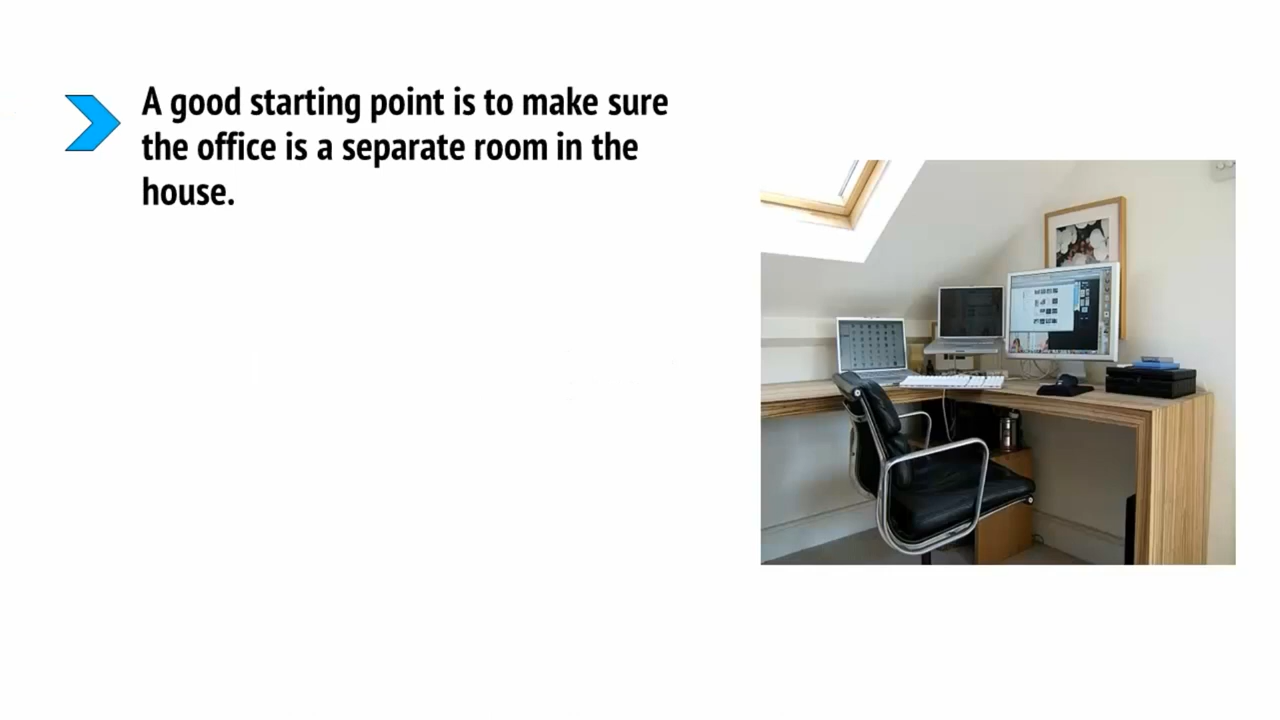 A good starting point is to make sure
the office is a separate room in the
house.